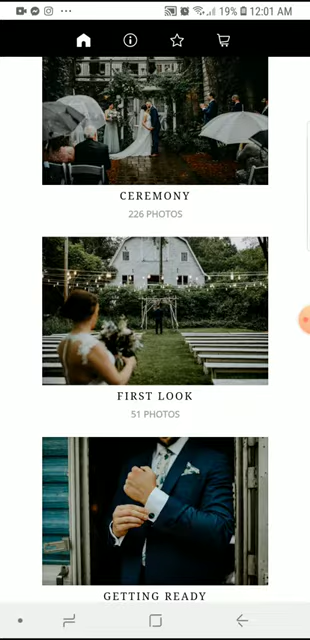 19% 12:01 AM
CEREMONY
226 PHOTOS
FIRST LOOK
51 PHOTOS
GETTING READY